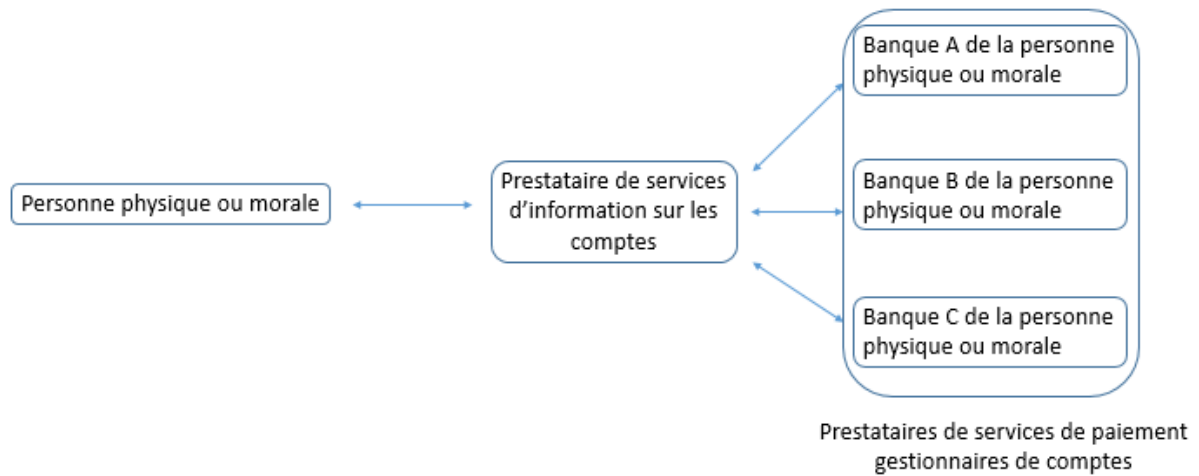 Personne physique ou morale
Prestataire de services
d’information sur les
comptes
Banque A de la personne
physique ou morale
Banque B de la personne
physique ou morale
Banque C de la personne
physique ou morale
Prestataires de services de paiement
gestionnaires de comptes